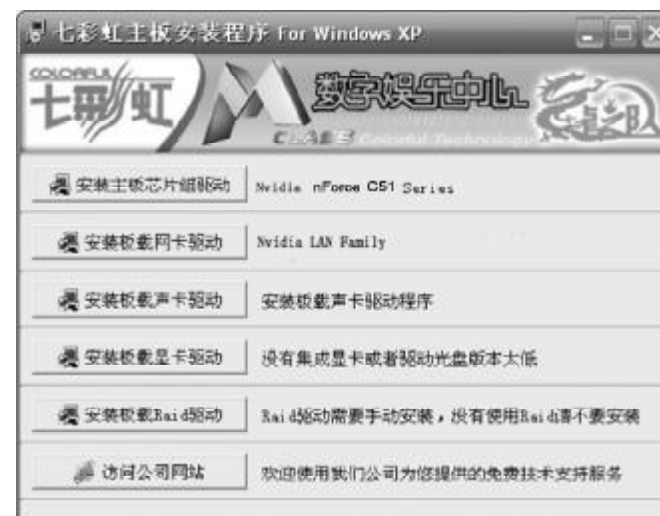 七彩虹主板安装程序 For Windows XP
COLORFUL
七彩虹
数字娱乐中心
CLASS Colorful Technology
之队
安装主板芯片组驱动 Nvidia nForce C51 Series
安装板载网卡驱动 Nvidia LAN Family
安装板载声卡驱动 安装板载声卡驱动程序
安装板载显卡驱动 没有集成显卡或者驱动光盘版本太低
安装板载Raid驱动 Raid驱动需要手动安装，没有使用Raid请不要安装
访问公司网站 欢迎使用我们公司为您提供的免费技术支持服务